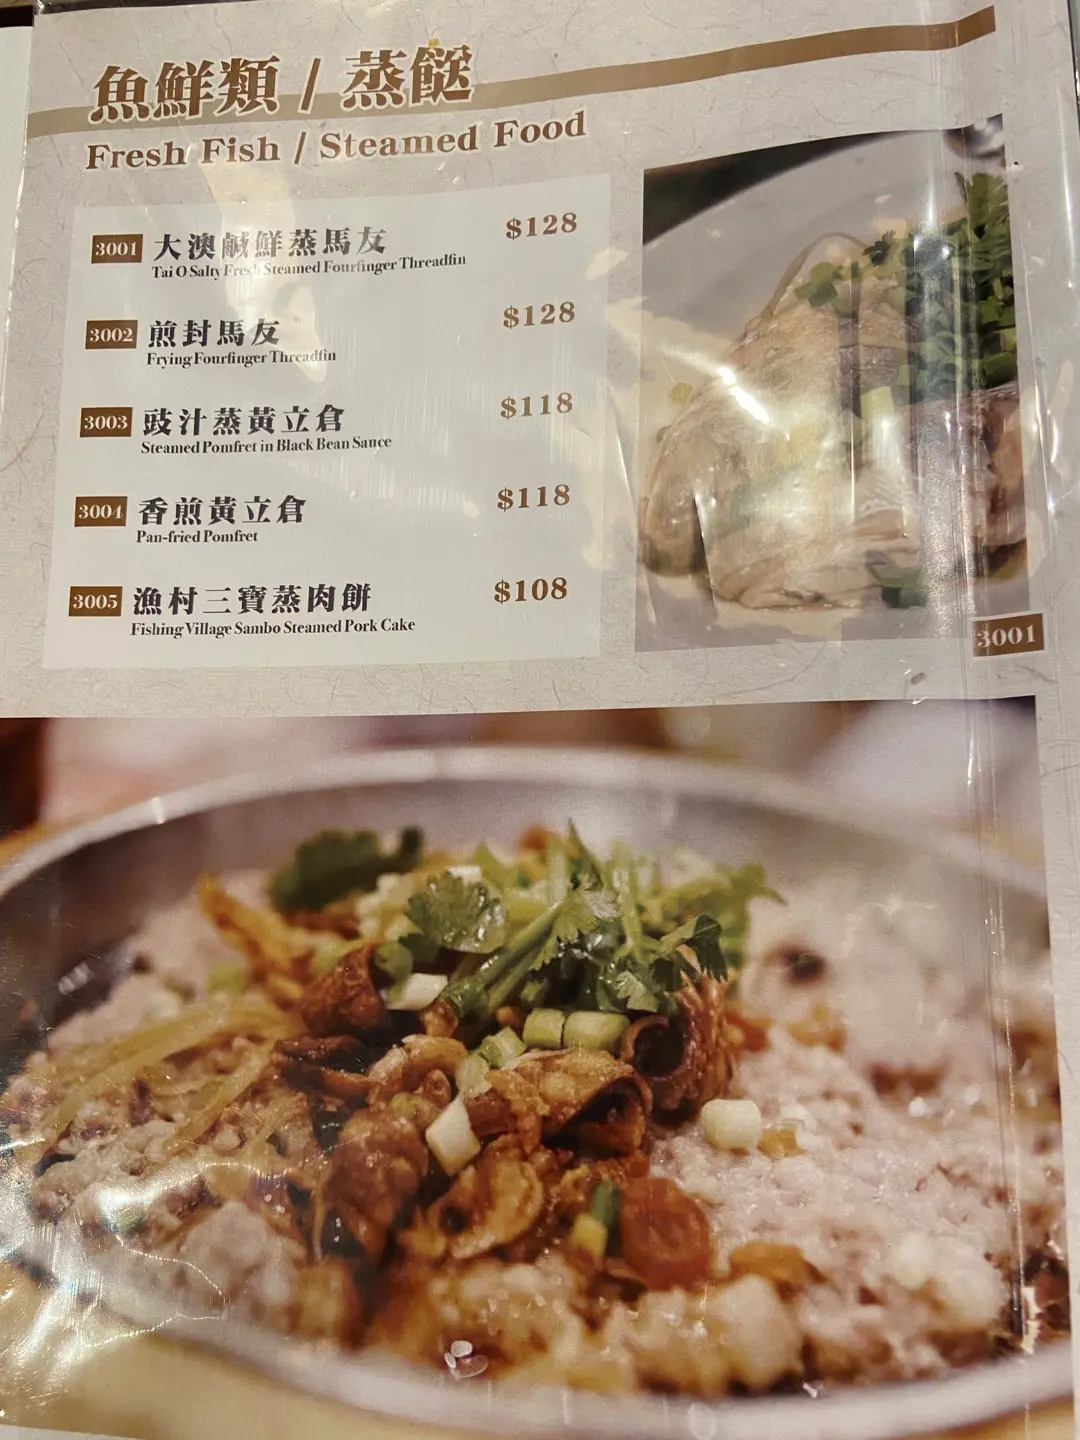 魚鮮類 / 蒸餸
Fresh Fish / Steamed Food
3001 大澳鹹鮮蒸馬友 $128
Tai O Salty Fresh Steamed Fourfinger Threadfin
3002 煎封馬友 $128
Frying Fourfinger Threadfin
3003 豉汁蒸黃立倉 $118
Steamed Pomfret in Black Bean Sauce
3004 香煎黃立倉 $118
Pan-fried Pomfret
3005 漁村三寶蒸肉餅 $108
Fishing Village Sambo Steamed Pork Cake
3001